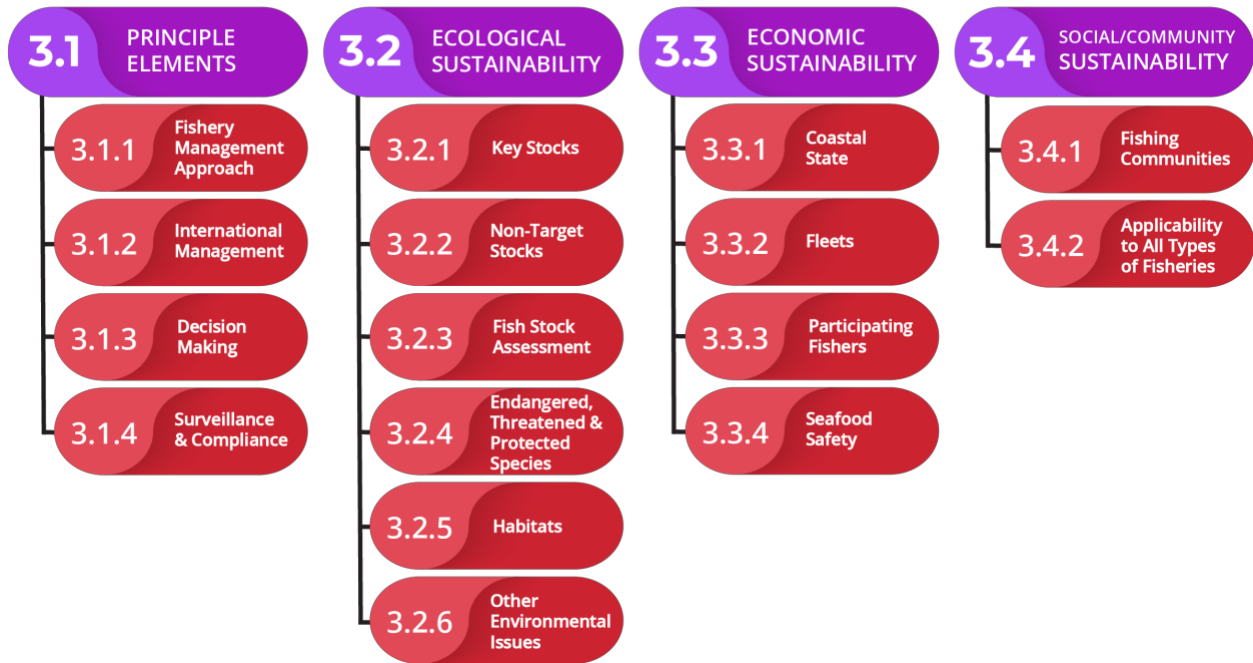 3.1
PRINCIPLE
ELEMENTS
3.1.1
Fishery
Management
Approach
3.1.2
International
Management
3.1.3
Decision
Making
3.1.4
Surveillance
& Compliance
3.2
ECOLOGICAL
SUSTAINABILITY
3.2.1
Key Stocks
3.2.2
Non-Target
Stocks
3.2.3
Fish Stock
Assessment
3.2.4
Endangered,
Threatened &
Protected
Species
3.2.5
Habitats
3.2.6
Other
Environmental
Issues
3.3
ECONOMIC
SUSTAINABILITY
3.3.1
Coastal
State
3.3.2
Fleets
3.3.3
Participating
Fishers
3.3.4
Seafood
Safety
3.4
SOCIAL/COMMUNITY
SUSTAINABILITY
3.4.1
Fishing
Communities
3.4.2
Applicability
to All Types
of Fisheries